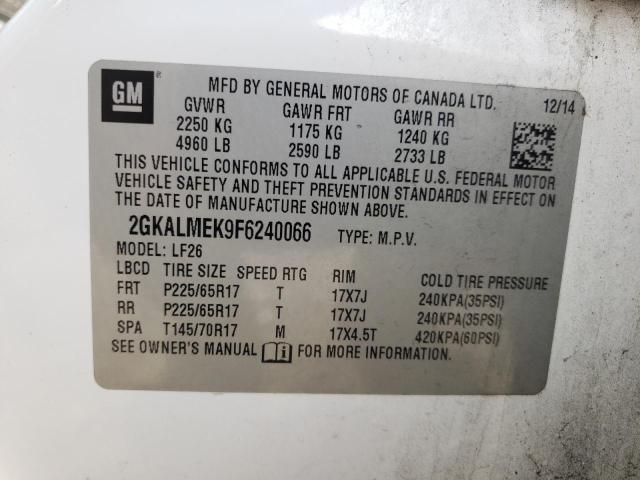 GM
MFD BY GENERAL MOTORS OF CANADA LTD. 12/14
GVWR GAWR FRT GAWR RR
2250 KG 1175 KG 1240 KG
4960 LB 2590 LB 2733 LB
THIS VEHICLE CONFORMS TO ALL APPLICABLE U.S. FEDERAL MOTOR
VEHICLE SAFETY AND THEFT PREVENTION STANDARDS IN EFFECT ON
THE DATE OF MANUFACTURE SHOWN ABOVE.
2GKALMEK9F6240066 TYPE: M.P.V.
MODEL: LF26
LBCD TIRE SIZE SPEED RTG RIM COLD TIRE PRESSURE
FRT P225/65R17 T 17X7J 240KPA(35PSI)
RR P225/65R17 T 17X7J 240KPA(35PSI)
SPA T145/70R17 M 17X4.5T 420KPA(60PSI)
SEE OWNER'S MANUAL FOR MORE INFORMATION.